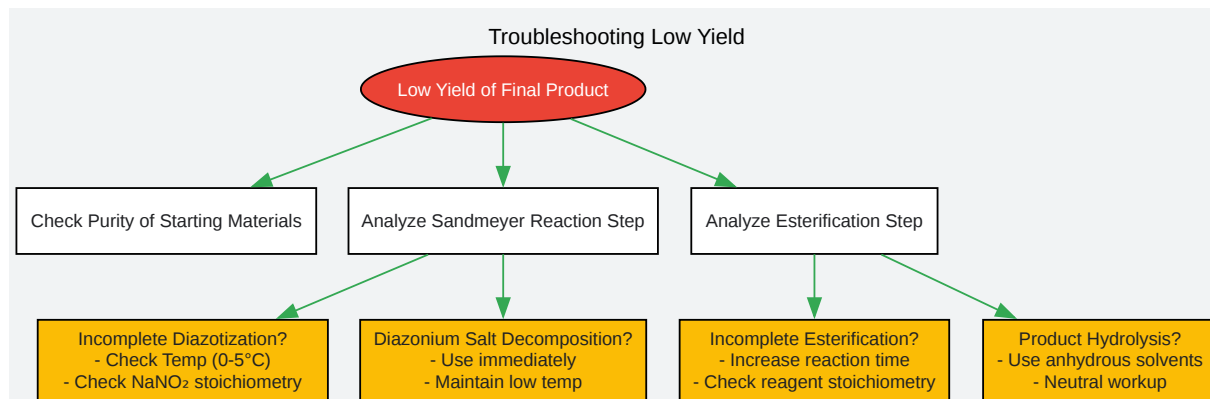 Troubleshooting Low Yield
Low Yield of Final Product
Check Purity of Starting Materials
Analyze Sandmeyer Reaction Step
Analyze Esterification Step
Incomplete Diazotization?
- Check Temp (0-5°C)
- Check NaNO₂ stoichiometry
Diazonium Salt Decomposition?
- Use immediately
- Maintain low temp
Incomplete Esterification?
- Increase reaction time
- Check reagent stoichiometry
Product Hydrolysis?
- Use anhydrous solvents
- Neutral workup